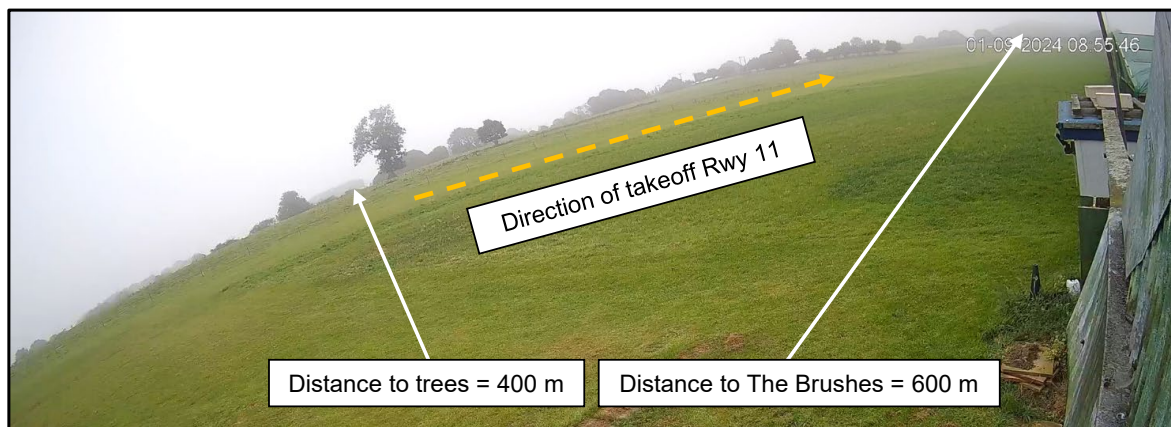 01-09-2024 08:55:46
Direction of takeoff Rwy 11
Distance to trees = 400 m
Distance to The Brushes = 600 m